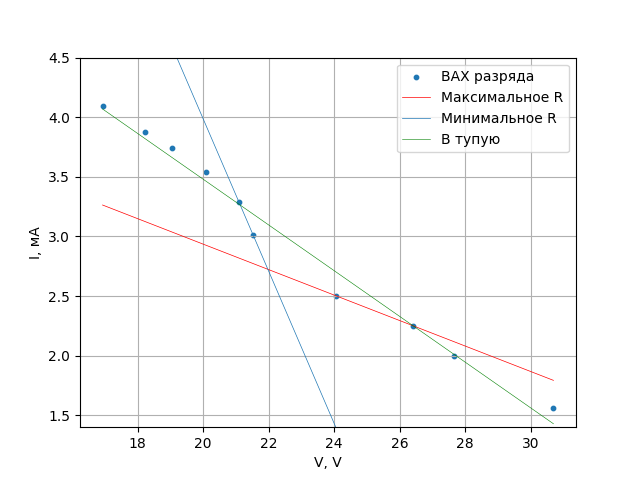 4.5
4.0
3.5
3.0
2.5
2.0
1.5
I, мА
18
20
22
24
26
28
30
V, V
ВАХ разряда
Максимальное R
Минимальное R
В тупую